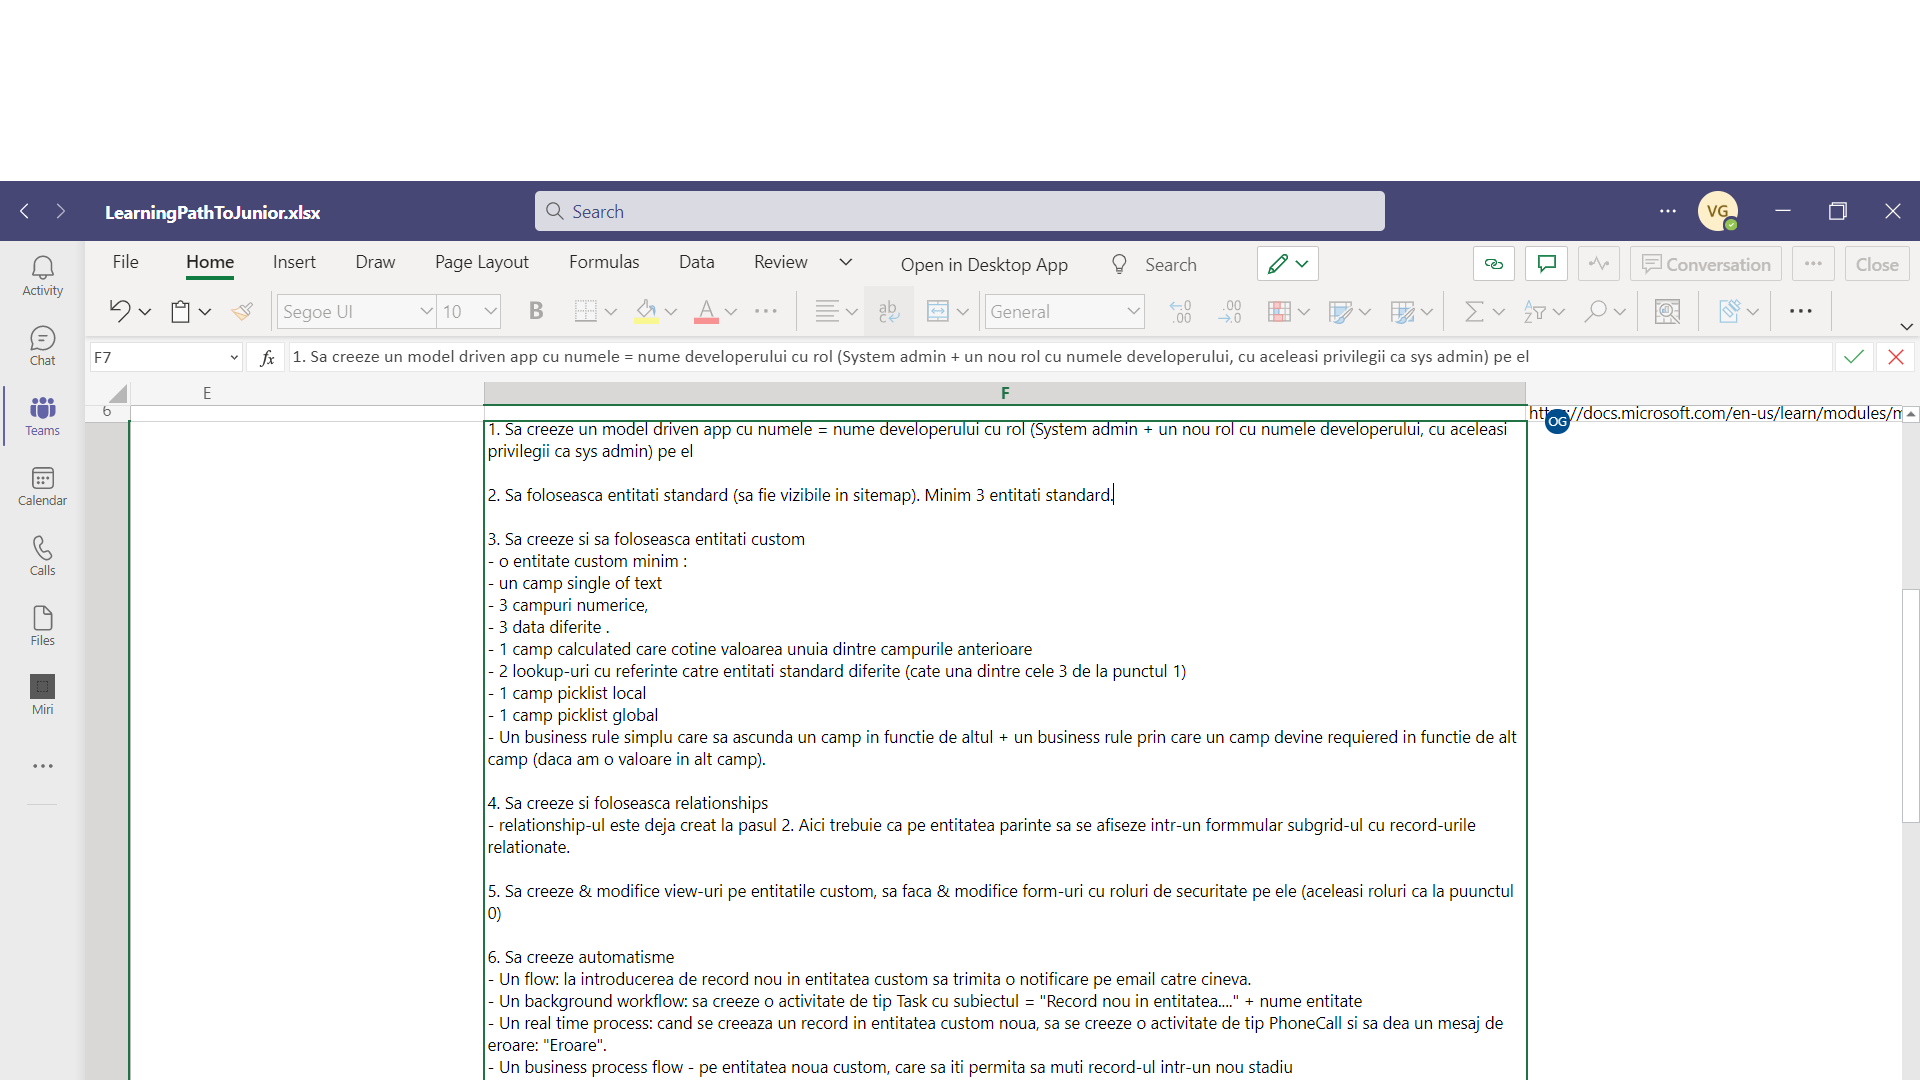 LearningPathToJunior.xlsx
Search
VG
File
Home
Insert
Draw
Page Layout
Formulas
Data
Review
Open in Desktop App
Search
Conversation
Close
Segoe UI
10
B
A
ab
General
.00
.00
F7
fx
1. Sa creeze un model driven app cu numele = nume developerului cu rol (System admin + un nou rol cu numele developerului, cu aceleasi privilegii ca sys admin) pe el
Activity
Chat
Teams
Calendar
Calls
Files
Miri
E
F
6
OG
//docs.microsoft.com/en-us/learn/modules/m
1. Sa creeze un model driven app cu numele = nume developerului cu rol (System admin + un nou rol cu numele developerului, cu aceleasi
privilegii ca sys admin) pe el
2. Sa foloseasca entitati standard (sa fie vizibile in sitemap). Minim 3 entitati standard.
3. Sa creeze si sa foloseasca entitati custom
- o entitate custom minim :
- un camp single of text
- 3 campuri numerice,
- 3 data diferite .
- 1 camp calculated care cotine valoarea unuia dintre campurile anterioare
- 2 lookup-uri cu referinte catre entitati standard diferite (cate una dintre cele 3 de la punctul 1)
- 1 camp picklist local
- 1 camp picklist global
- Un business rule simplu care sa ascunda un camp in functie de altul + un business rule prin care un camp devine requiered in functie de alt
camp (daca am o valoare in alt camp).
4. Sa creeze si foloseasca relationships
- relationship-ul este deja creat la pasul 2. Aici trebuie ca pe entitatea parinte sa se afiseze intr-un formmular subgrid-ul cu record-urile
relationate.
5. Sa creeze & modifice view-uri pe entitatile custom, sa faca & modifice form-uri cu roluri de securitate pe ele (aceleasi roluri ca la puunctul
0)
6. Sa creeze automatisme
- Un flow: la introducerea de record nou in entitatea custom sa trimita o notificare pe email catre cineva.
- Un background workflow: sa creeze o activitate de tip Task cu subiectul = "Record nou in entitatea...." + nume entitate
- Un real time process: cand se creeaza un record in entitatea custom noua, sa se creeze o activitate de tip PhoneCall si sa dea un mesaj de
eroare: "Eroare".
- Un business process flow - pe entitatea noua custom, care sa iti permita sa muti record-ul intr-un nou stadiu